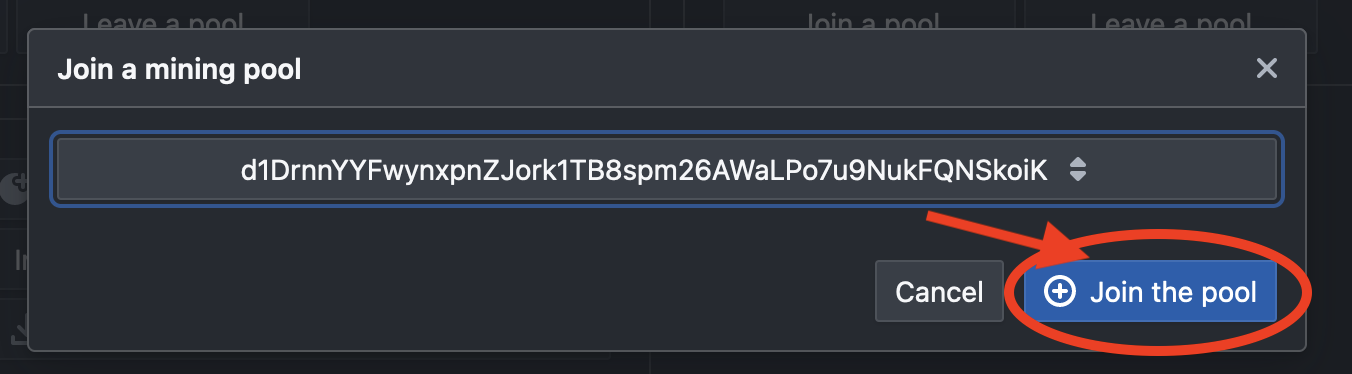 Leave a pool
Join a pool
Leave a pool
Join a mining pool
d1DrnnYYFwynxpnZJork1TB8spm26AWaLPo7u9NukFQNSkoiK
Cancel
Join the pool